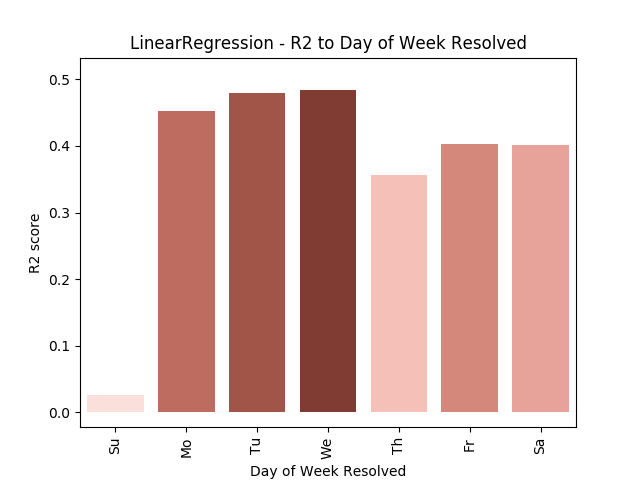 LinearRegression - R2 to Day of Week Resolved
0.5
0.4
0.3
0.2
0.1
0.0
R2 score
Su Mo Tu We Th Fr Sa
Day of Week Resolved